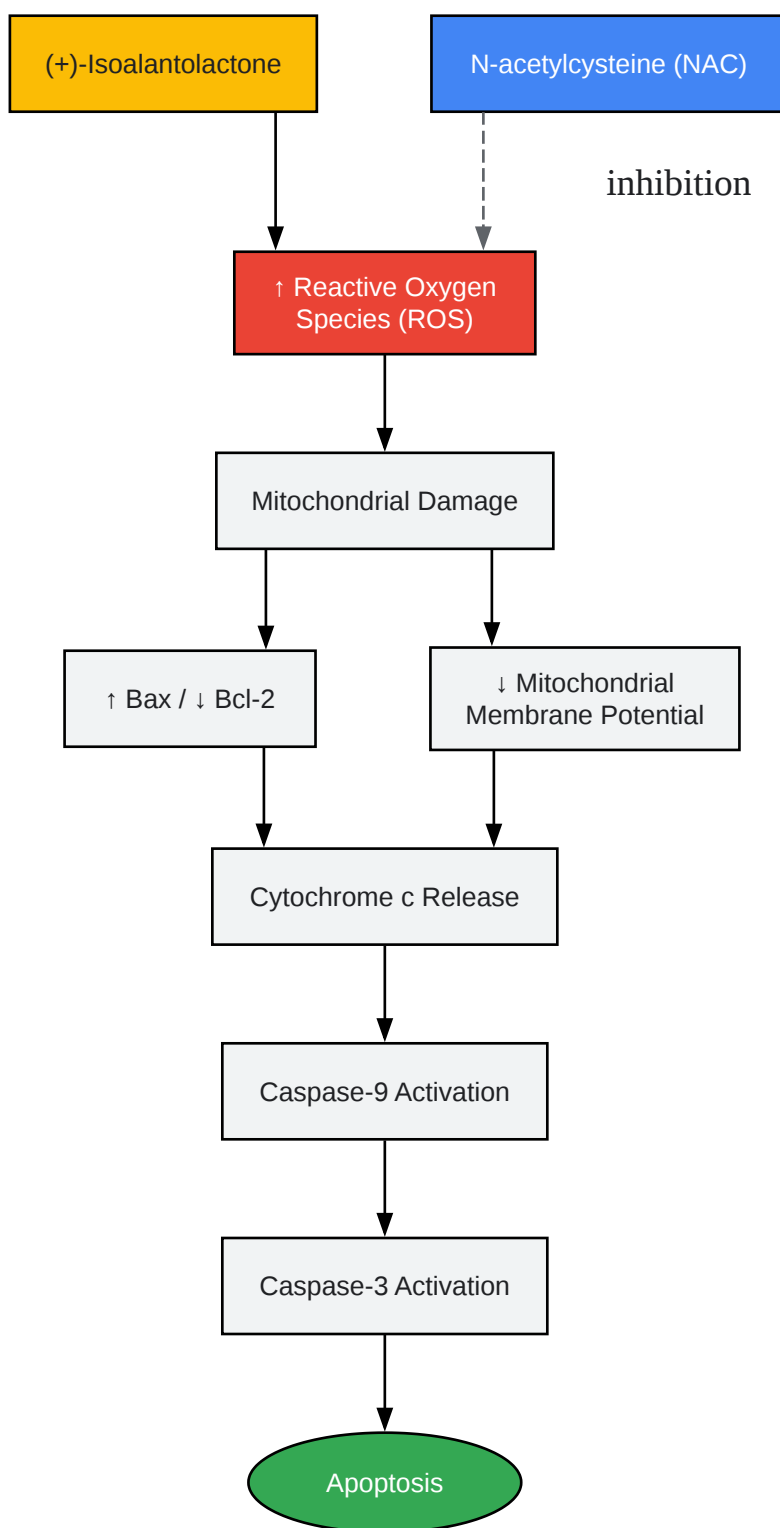 (+)-Isoalantolactone
N-acetylcysteine (NAC)
inhibition
↑ Reactive Oxygen
Species (ROS)
Mitochondrial Damage
↑ Bax / ↓ Bcl-2
↓ Mitochondrial
Membrane Potential
Cytochrome c Release
Caspase-9 Activation
Caspase-3 Activation
Apoptosis